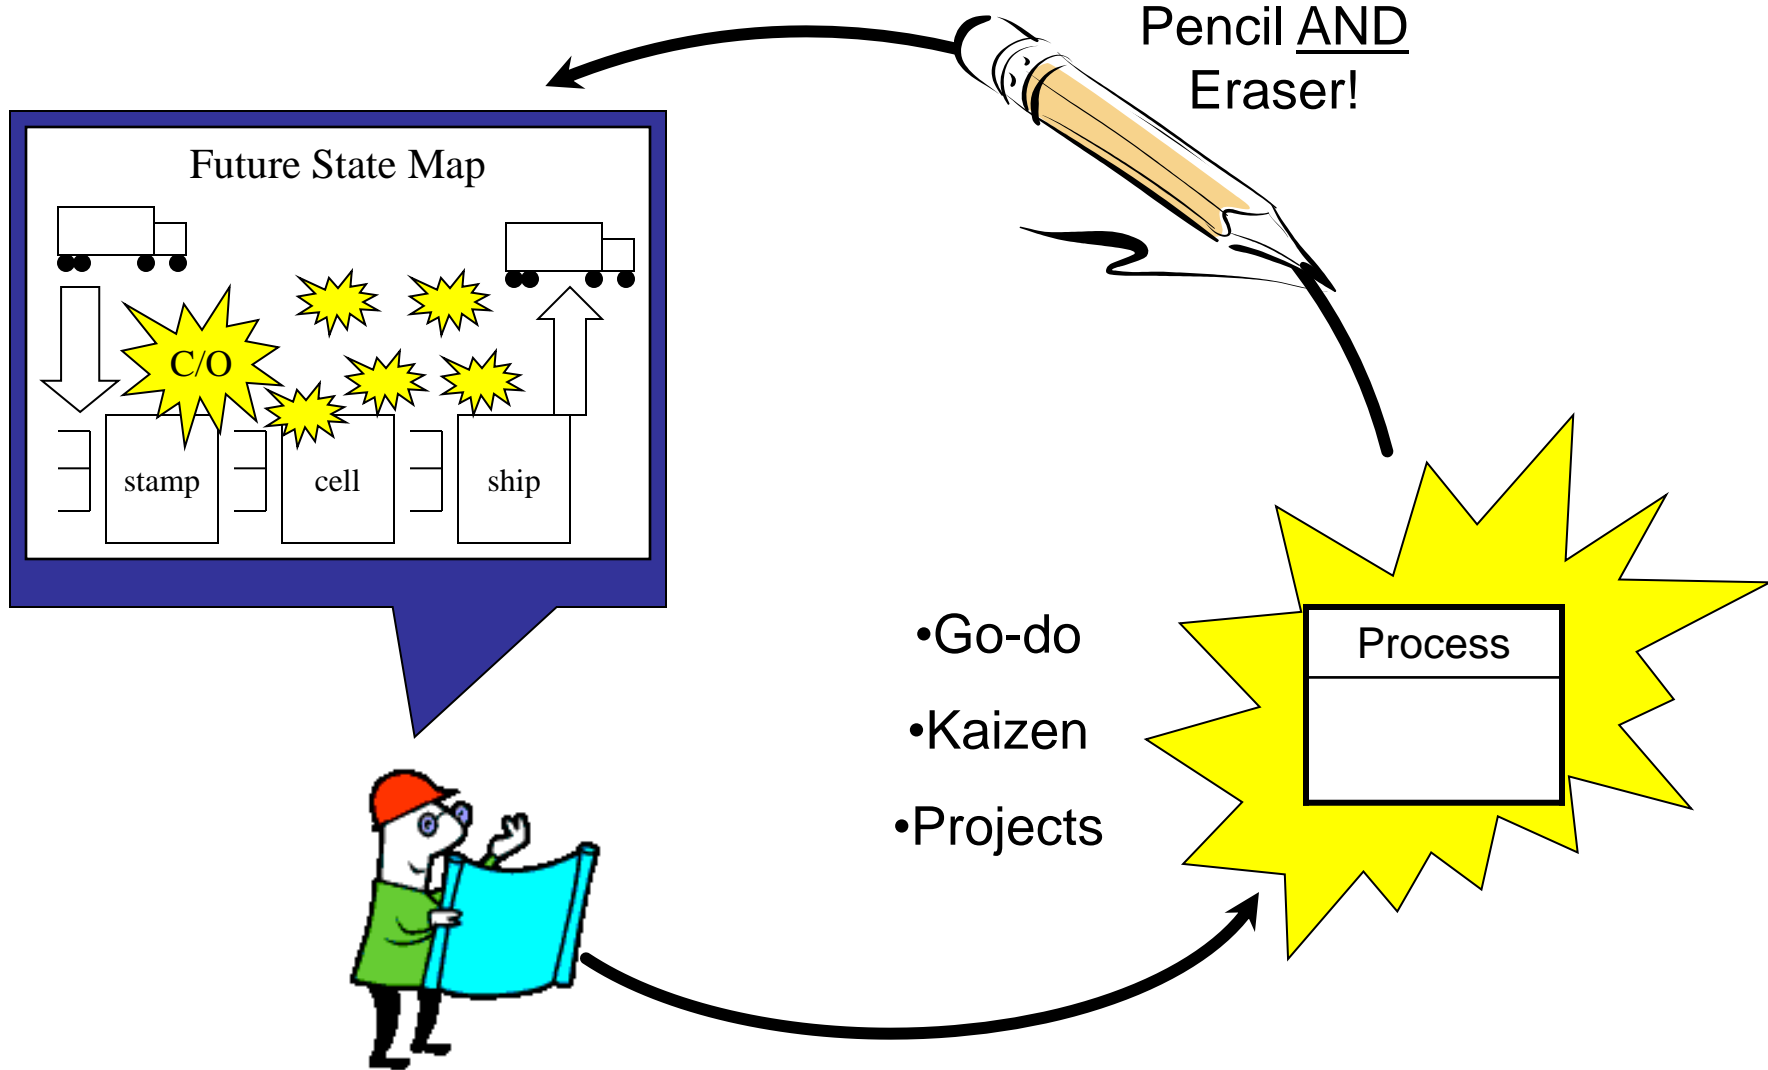 Pencil AND
Eraser!
Future State Map
C/O
stamp
cell
ship
•Go-do
•Kaizen
•Projects
Process